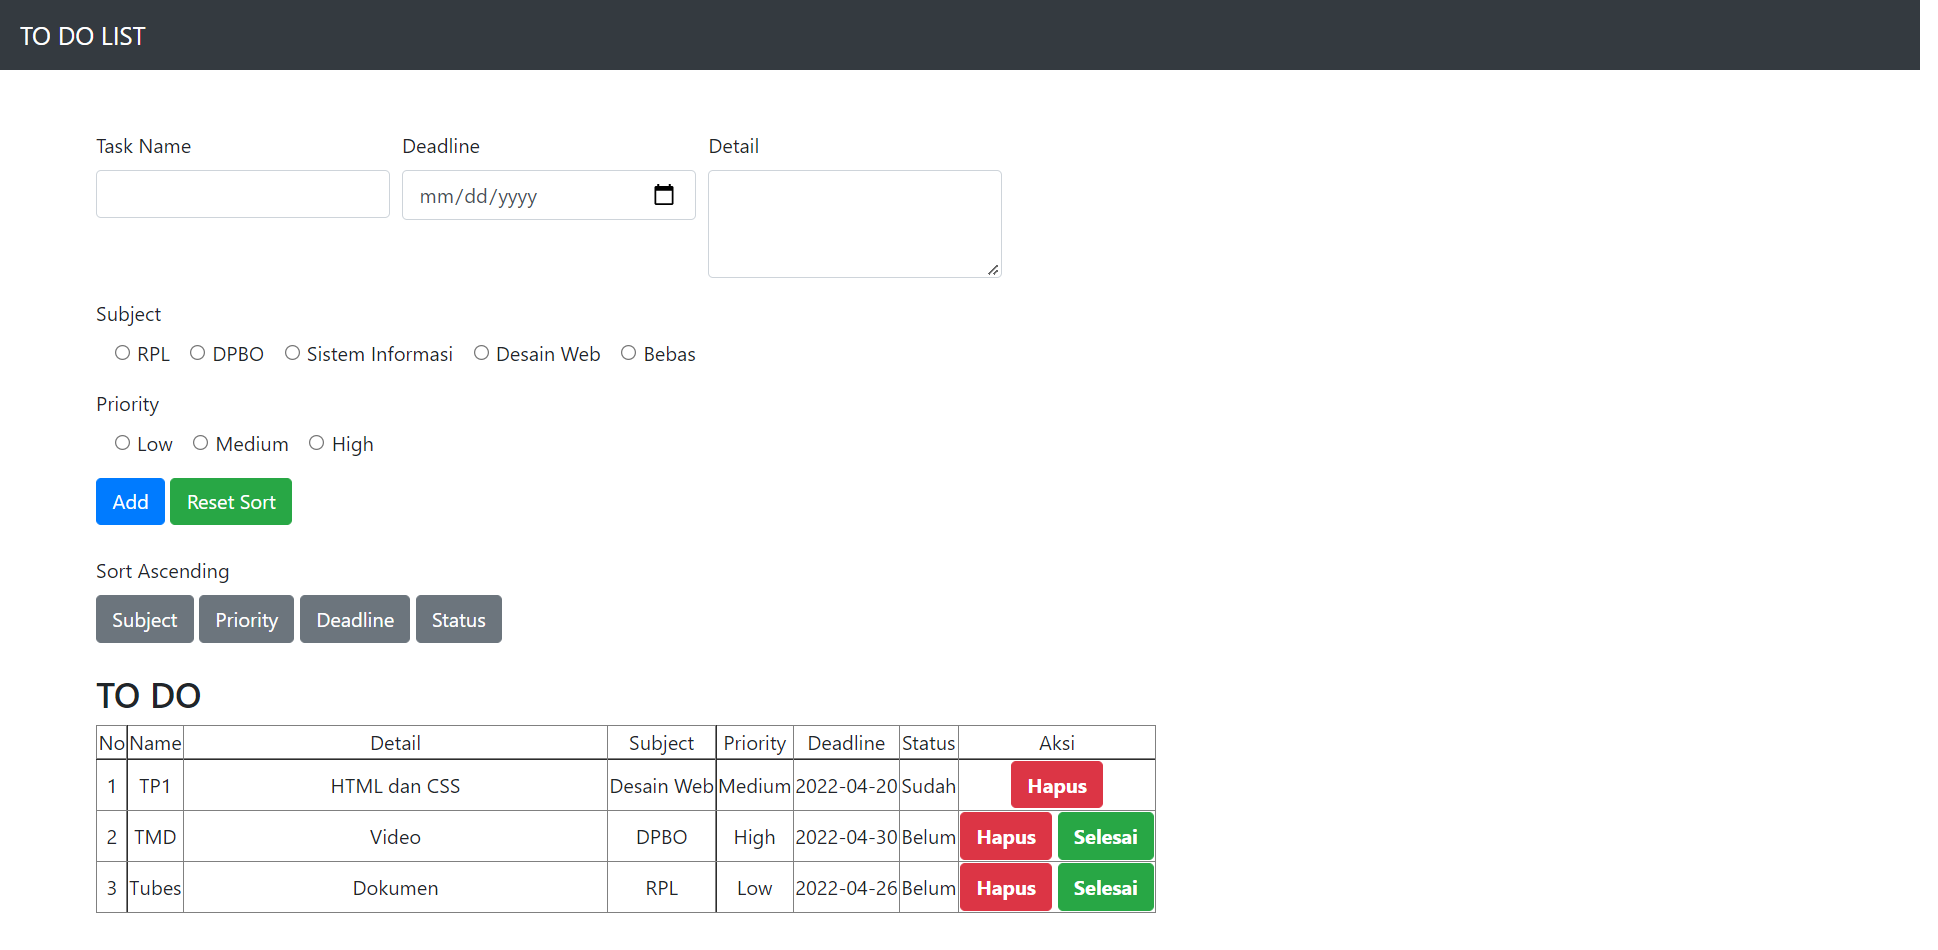 TO DO LIST
Task Name Deadline Detail
mm/dd/yyyy
Subject
RPL DPBO Sistem Informasi Desain Web Bebas
Priority
Low Medium High
Add Reset Sort
Sort Ascending
Subject Priority Deadline Status
TO DO
No Name Detail Subject Priority Deadline Status Aksi
1 TP1 HTML dan CSS Desain Web Medium 2022-04-20 Sudah Hapus
2 TMD Video DPBO High 2022-04-30 Belum Hapus Selesai
3 Tubes Dokumen RPL Low 2022-04-26 Belum Hapus Selesai